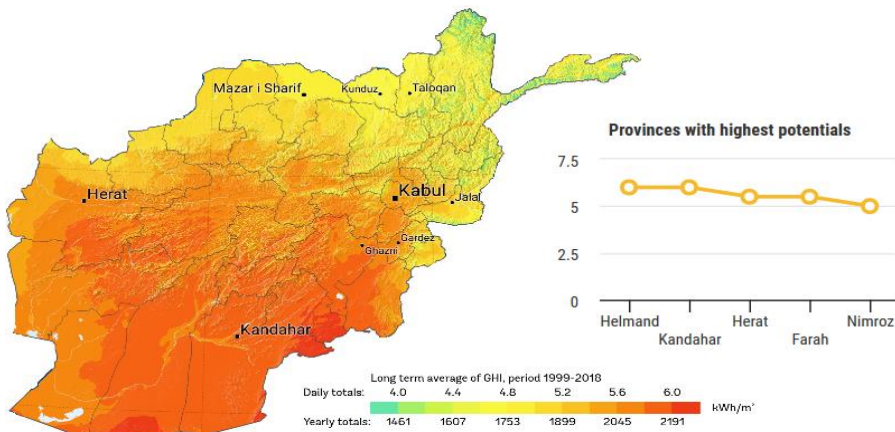 Mazar i Sharif
Kunduz
Taloqan
Herat
Kabul
Jalal
Gardez
Ghazni
Kandahar
Provinces with highest potentials
7.5
5
2.5
0
Helmand
Kandahar
Herat
Farah
Nimroz
Long term average of GHI, period 1999-2018
Daily totals: 4.0 4.4 4.8 5.2 5.6 6.0
kWh/m²
Yearly totals: 1461 1607 1753 1899 2045 2191